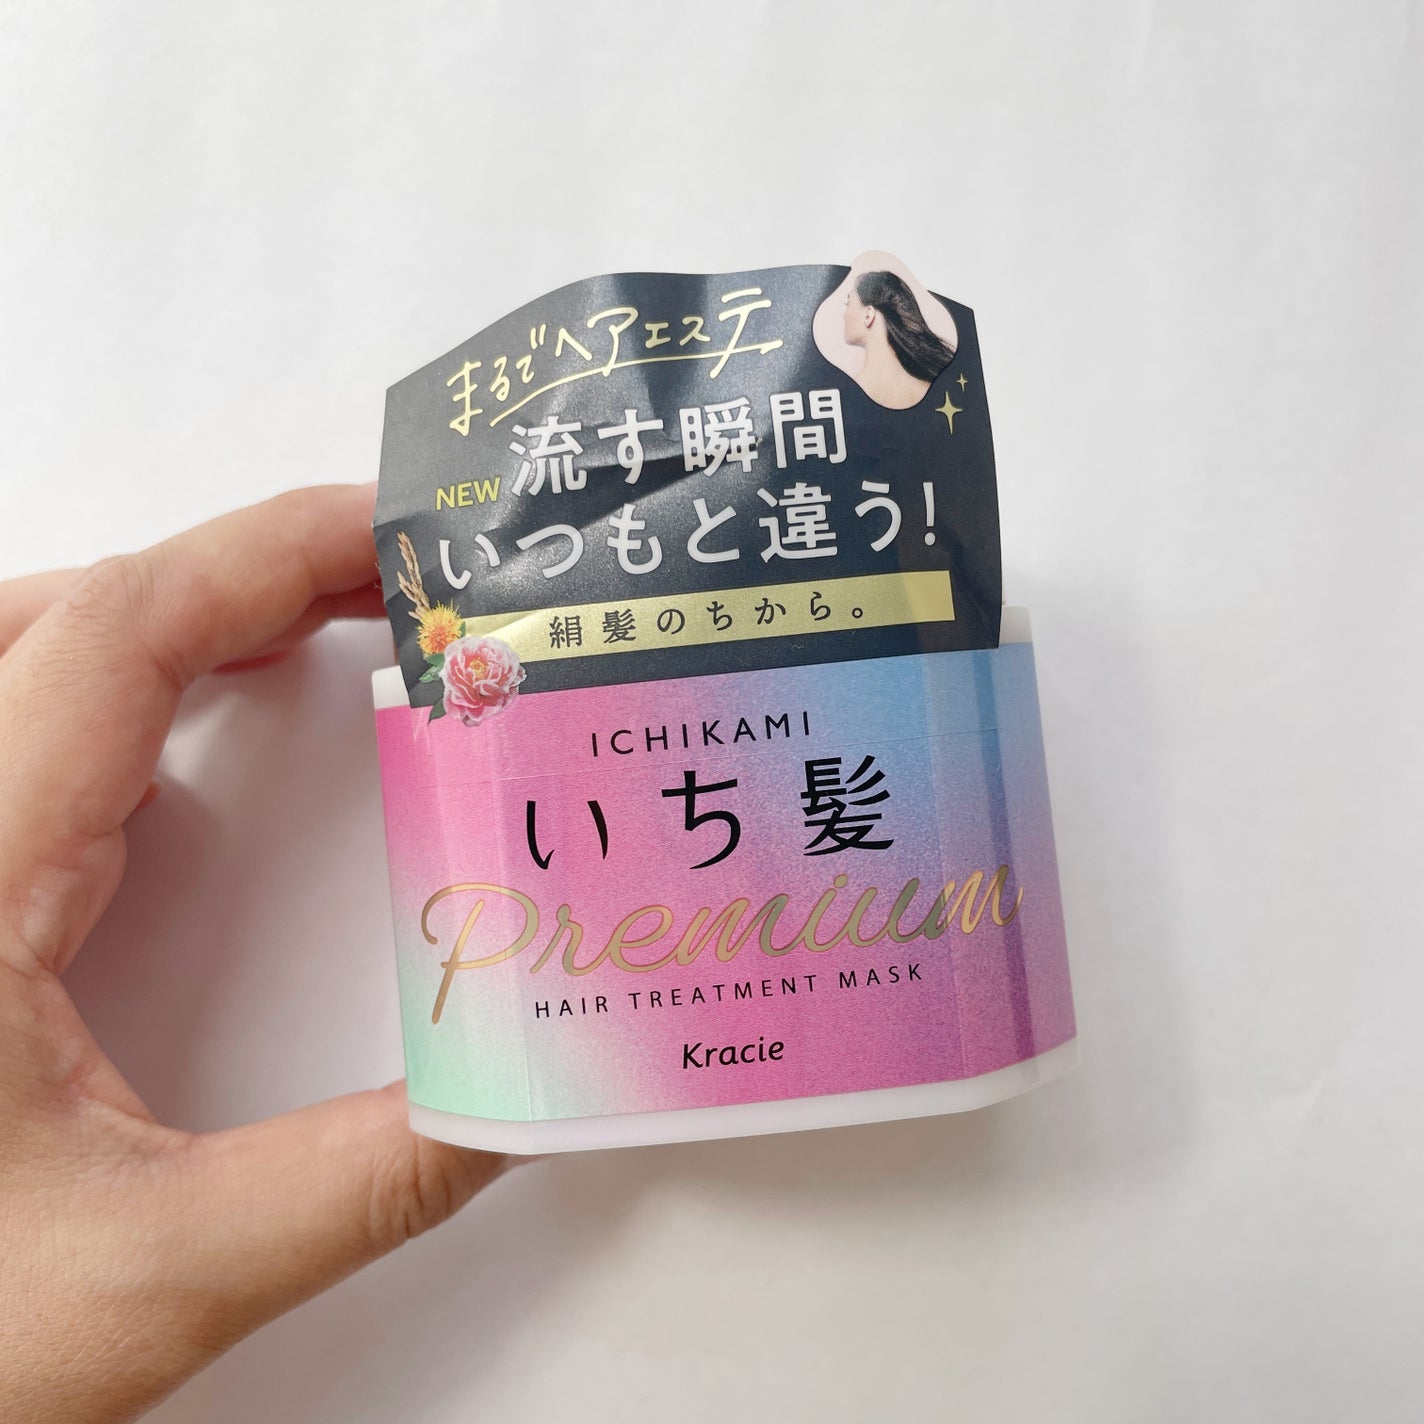 まるでヘアエステ
流す瞬間
NEW
いつもと違う!
絹髪のちから。
ICHIKAMI
いち髪
Premium
HAIR TREATMENT MASK
Kracie